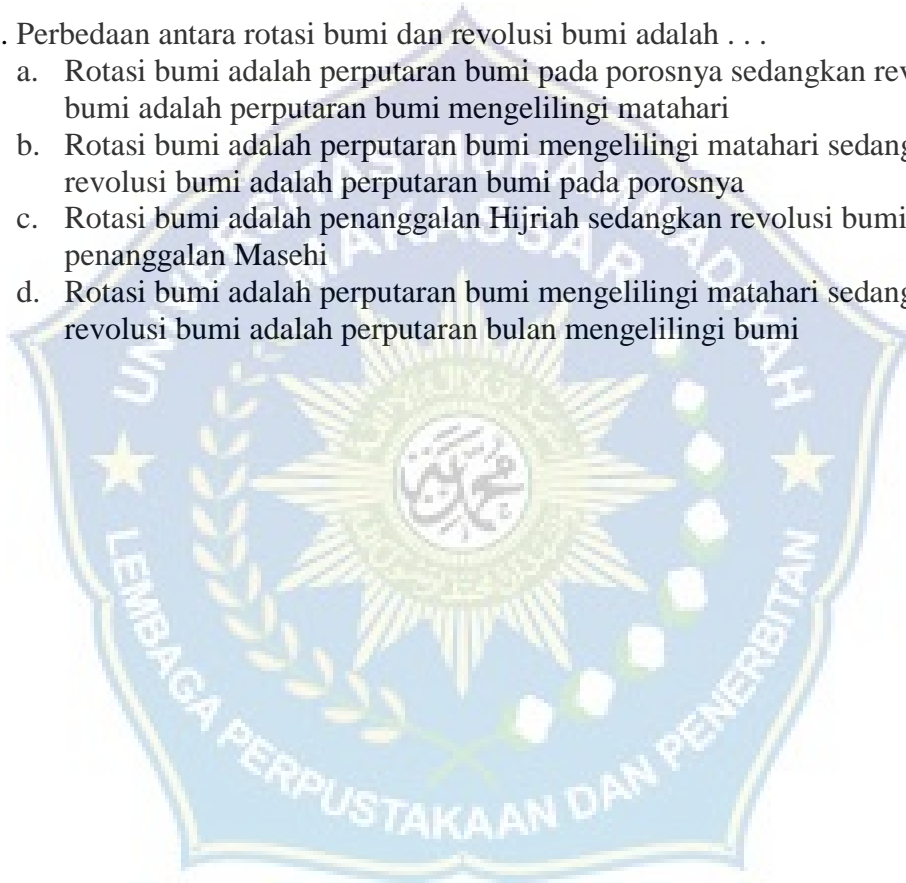 . Perbedaan antara rotasi bumi dan revolusi bumi adalah . . .
a. Rotasi bumi adalah perputaran bumi pada porosnya sedangkan rev
bumi adalah perputaran bumi mengelilingi matahari
b. Rotasi bumi adalah perputaran bumi mengelilingi matahari sedang
revolusi bumi adalah perputaran bumi pada porosnya
c. Rotasi bumi adalah penanggalan Hijriah sedangkan revolusi bumi
penanggalan Masehi
d. Rotasi bumi adalah perputaran bumi mengelilingi matahari sedang
revolusi bumi adalah perputaran bulan mengelilingi bumi
UNIVERSITAS MUHAMMADIYAH
MAKASSAR
LEMBAGA PERPUSTAKAAN DAN PENERBITAN